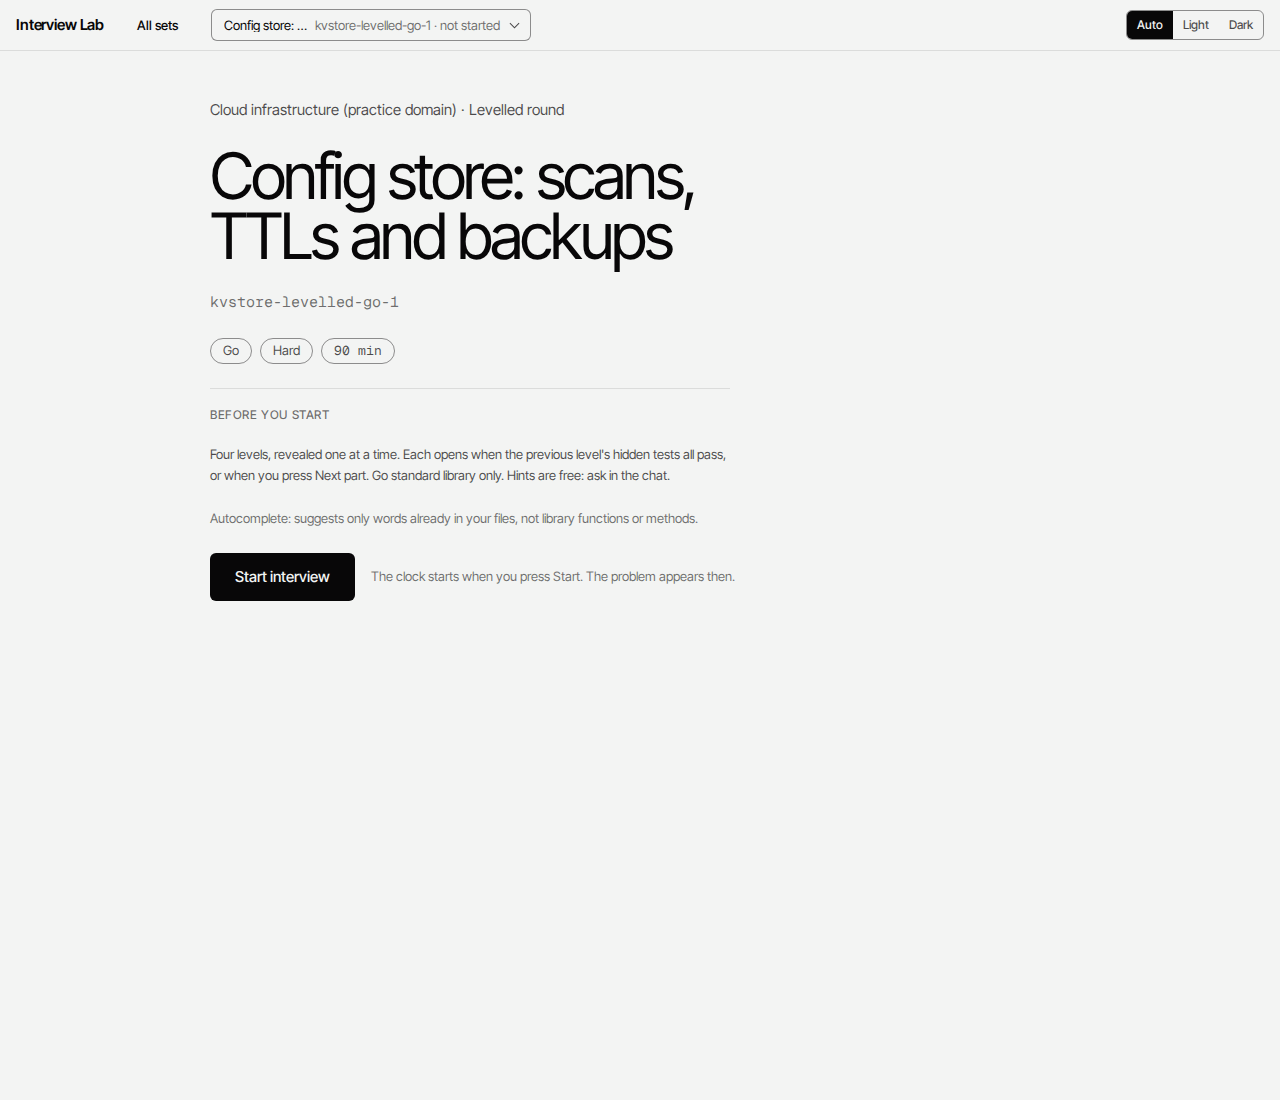 Interview Lab
All sets
Config store: ... kvstore-levelled-go-1 · not started
Auto
Light
Dark
Cloud infrastructure (practice domain) · Levelled round
Config store: scans,
TTLs and backups
kvstore-levelled-go-1
Go
Hard
90 min
BEFORE YOU START
Four levels, revealed one at a time. Each opens when the previous level's hidden tests all pass,
or when you press Next part. Go standard library only. Hints are free: ask in the chat.
Autocomplete: suggests only words already in your files, not library functions or methods.
Start interview
The clock starts when you press Start. The problem appears then.